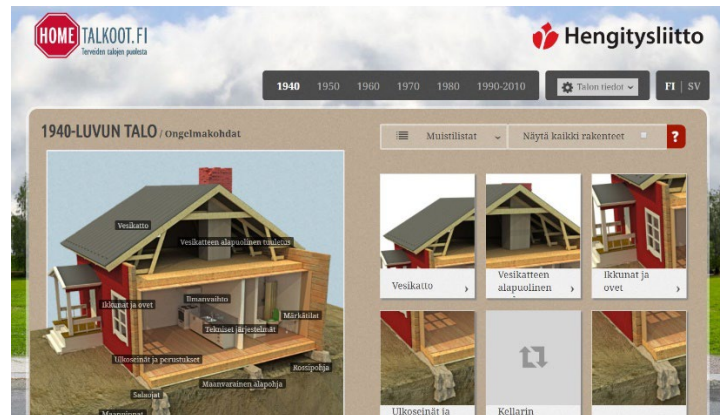 HOME TALKOOT.FI
Terveiden talojen puolesta
Hengitysliitto
1940 1950 1960 1970 1980 1990-2010
Talon tiedot
FI | SV
1940-LUVUN TALO / Ongelmakohdat
Muistilistat
Näytä kaikki rakenteet
?
Vesikatto
Vesikatteen alapuolinen tuuletus
Ikkunat ja ovet
Ilmanvaihto
Märkätilat
Tekniset järjestelmät
Ulkoseinät ja perustukset
Rossipohja
Maanvarainen alapohja
Salaojat
Maanpinnat
Vesikatto
Vesikatteen
alapuolinen
Ikkunat ja
ovet
Ulkoseinät ja
Kellarin